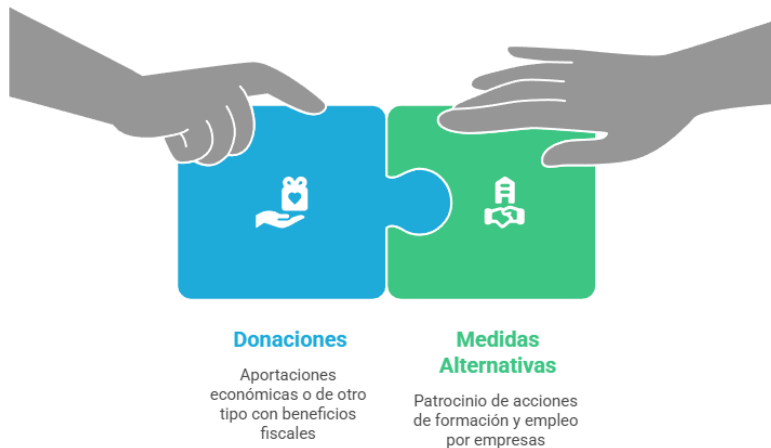 Donaciones
Aportaciones
económicas o de otro
tipo con beneficios
fiscales
Medidas
Alternativas
Patrocinio de acciones
de formación y empleo
por empresas